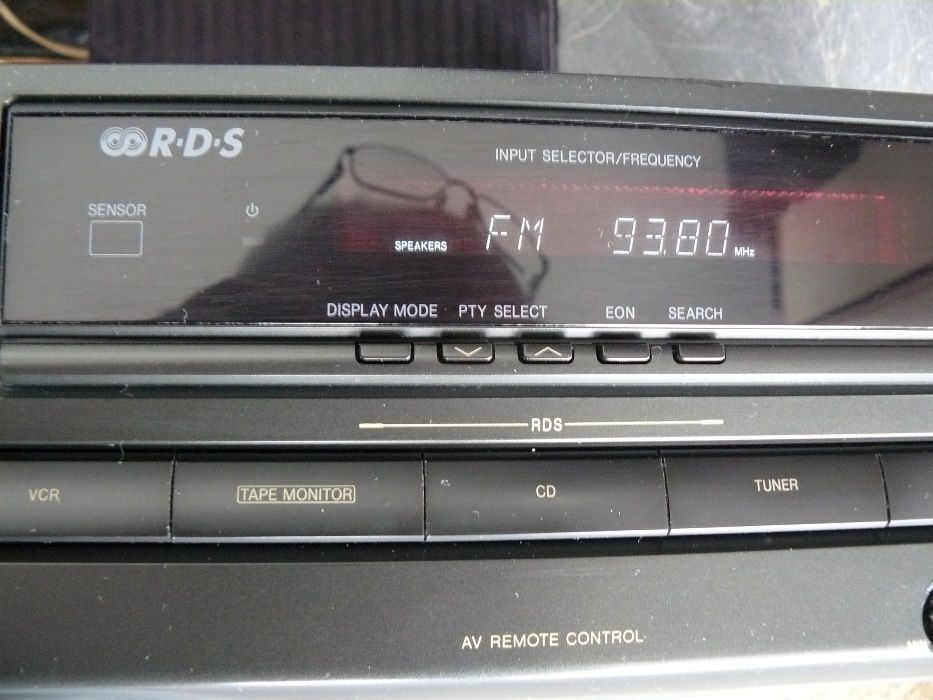 R·D·S
INPUT SELECTOR/FREQUENCY
SENSOR
SPEAKERS FM 93.80 MHz
DISPLAY MODE PTY SELECT EON SEARCH
RDS
VCR TAPE MONITOR CD TUNER
AV REMOTE CONTROL